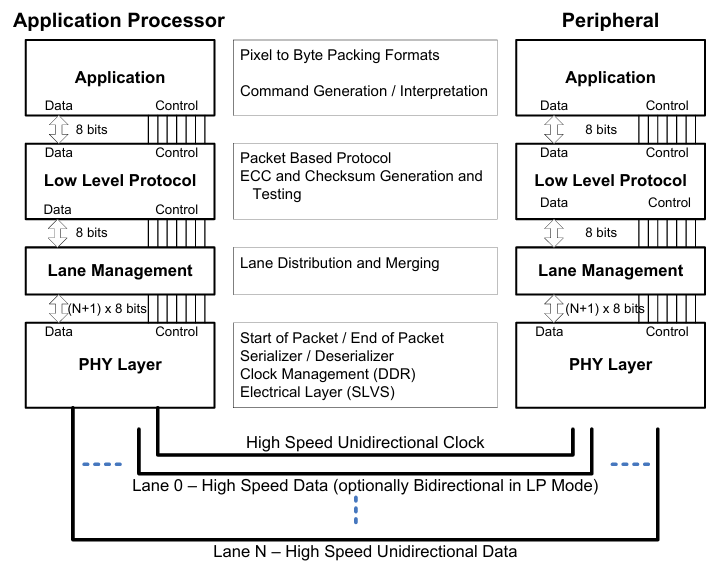 Application Processor
Peripheral
Application
Data
Control
8 bits
Data
Control
Low Level Protocol
Data
Control
8 bits
Lane Management
(N+1) x 8 bits
Data
Control
PHY Layer
Pixel to Byte Packing Formats
Command Generation / Interpretation
Packet Based Protocol
ECC and Checksum Generation and
Testing
Lane Distribution and Merging
Start of Packet / End of Packet
Serializer / Deserializer
Clock Management (DDR)
Electrical Layer (SLVS)
Application
Data
Control
8 bits
Data
Control
Low Level Protocol
Data
Control
8 bits
Lane Management
(N+1) x 8 bits
Data
Control
PHY Layer
High Speed Unidirectional Clock
Lane 0 – High Speed Data (optionally Bidirectional in LP Mode)
Lane N – High Speed Unidirectional Data